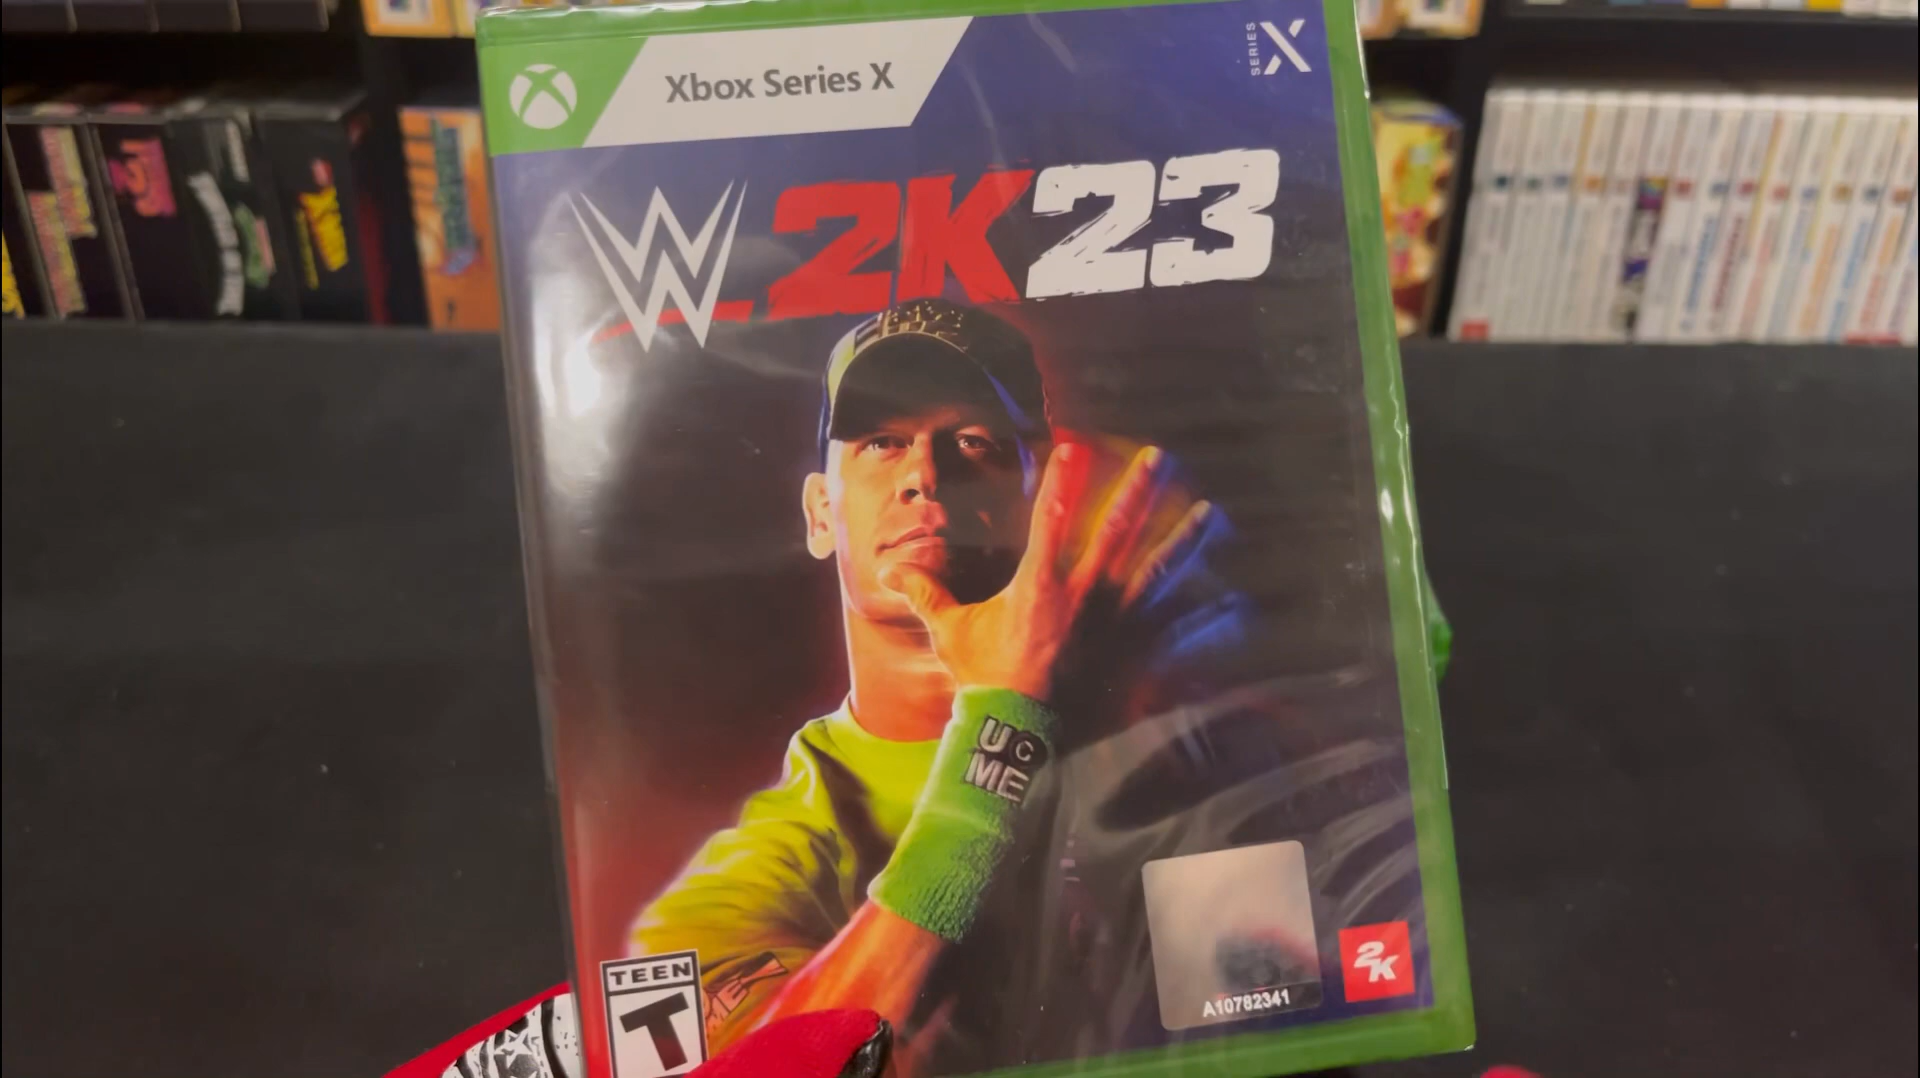 Xbox Series X
SERIES X
W 2K23
U C
ME
TEEN
T
A10782341
2K